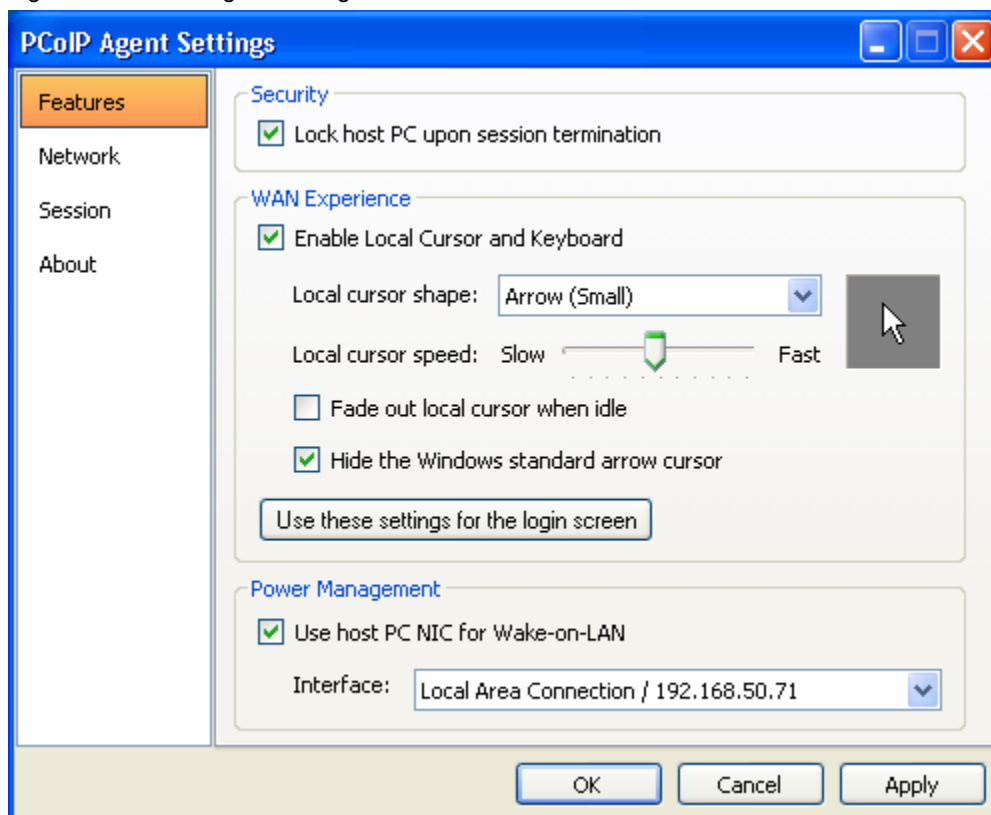 PCoIP Agent Settings
Features
Network
Session
About
Security
Lock host PC upon session termination
WAN Experience
Enable Local Cursor and Keyboard
Local cursor shape: Arrow (Small)
Local cursor speed: Slow Fast
Fade out local cursor when idle
Hide the Windows standard arrow cursor
Use these settings for the login screen
Power Management
Use host PC NIC for Wake-on-LAN
Interface: Local Area Connection / 192.168.50.71
OK Cancel Apply